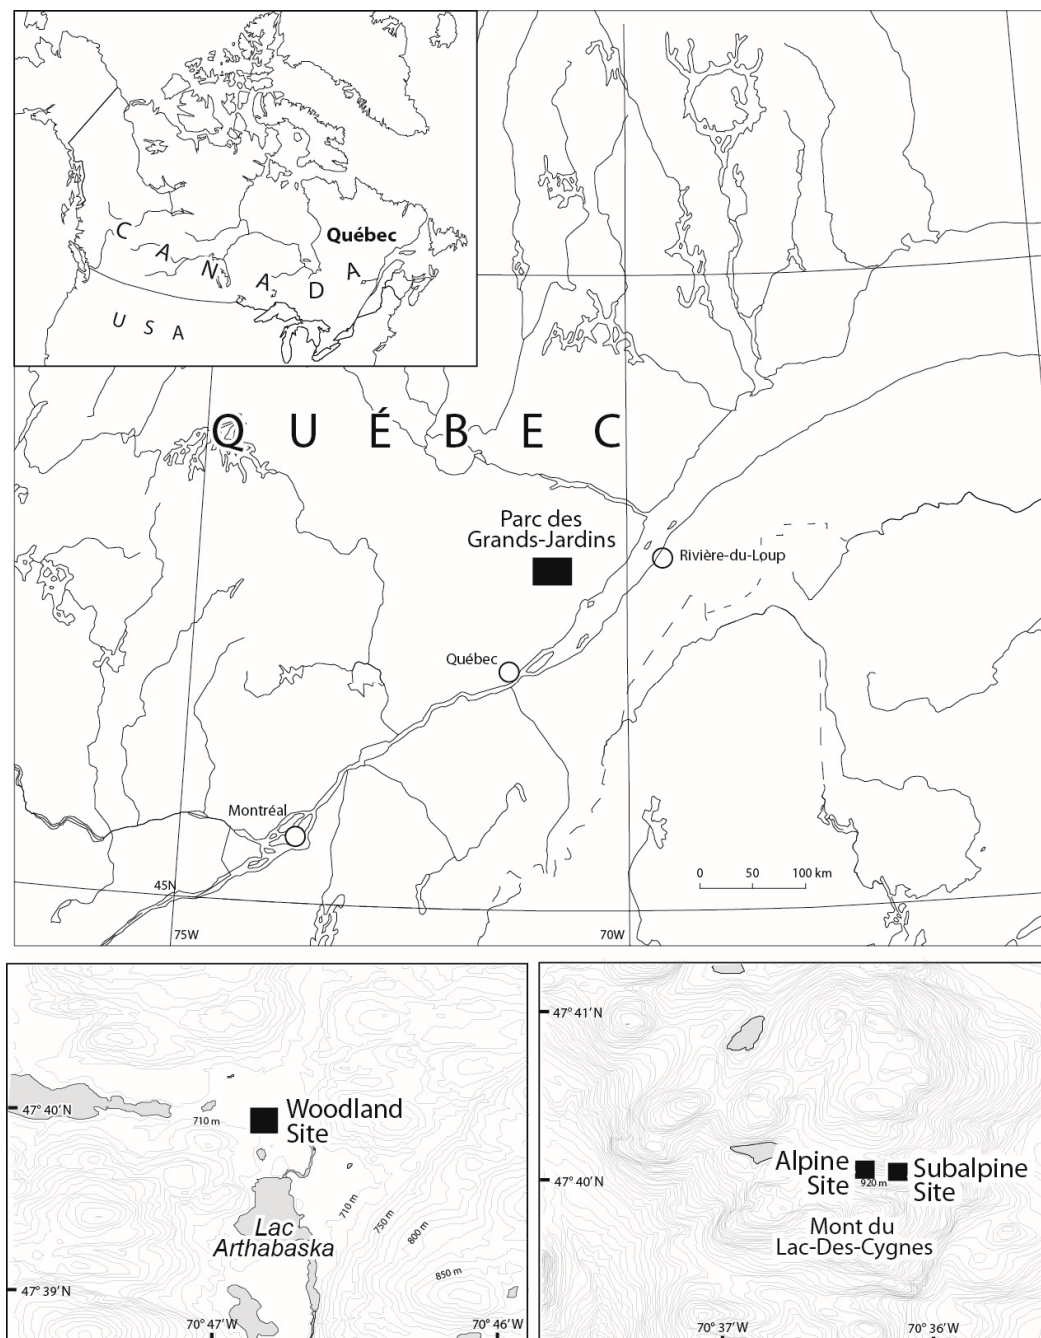 Québec
C A N A D A
U S A
Q U É B E C
Parc des
Grands-Jardins
Rivière-du-Loup
Québec
Montréal
0 50 100 km
45N
75W
70W
47° 40′ N
710 m
Woodland
Site
710 m
750 m
800 m
850 m
Lac
Arthabaska
47° 39′ N
70° 47′ W
70° 46′ W
47° 41′ N
Alpine
Site
920 m
Subalpine
Site
47° 40′ N
Mont du
Lac-Des-Cygnes
70° 37′ W
70° 36′ W